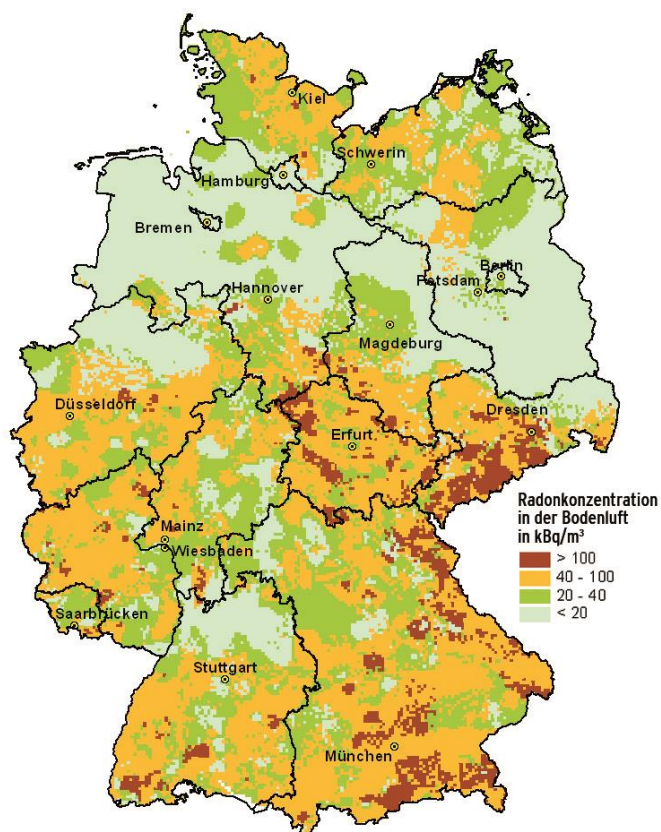 Kiel
Schwerin
Hamburg
Bremen
Berlin
Potsdam
Hannover
Magdeburg
Düsseldorf
Dresden
Erfurt
Radonkonzentration
in der Bodenluft
in kBq/m³
> 100
40 - 100
20 - 40
< 20
Mainz
Wiesbaden
Saarbrücken
Stuttgart
München